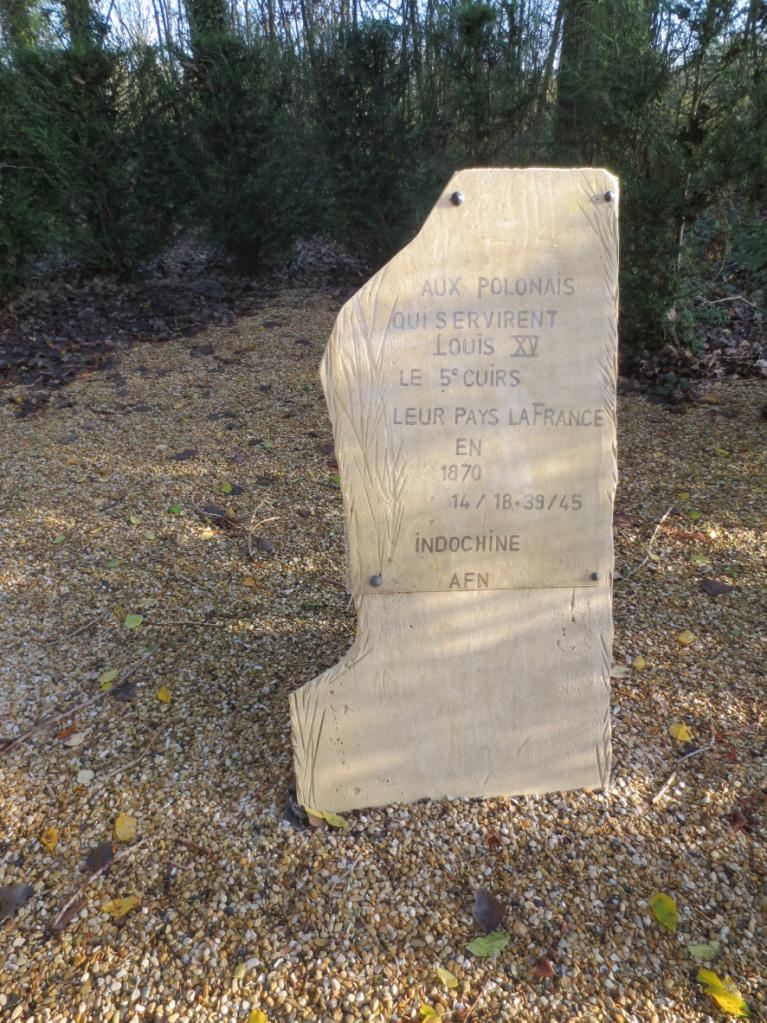 AUX POLONAIS
QUI SERVIRENT
LOUIS XV
LE 5e CUIRS
LEUR PAYS LA FRANCE
EN
1870
14/18-39/45
INDOCHINE
AFN